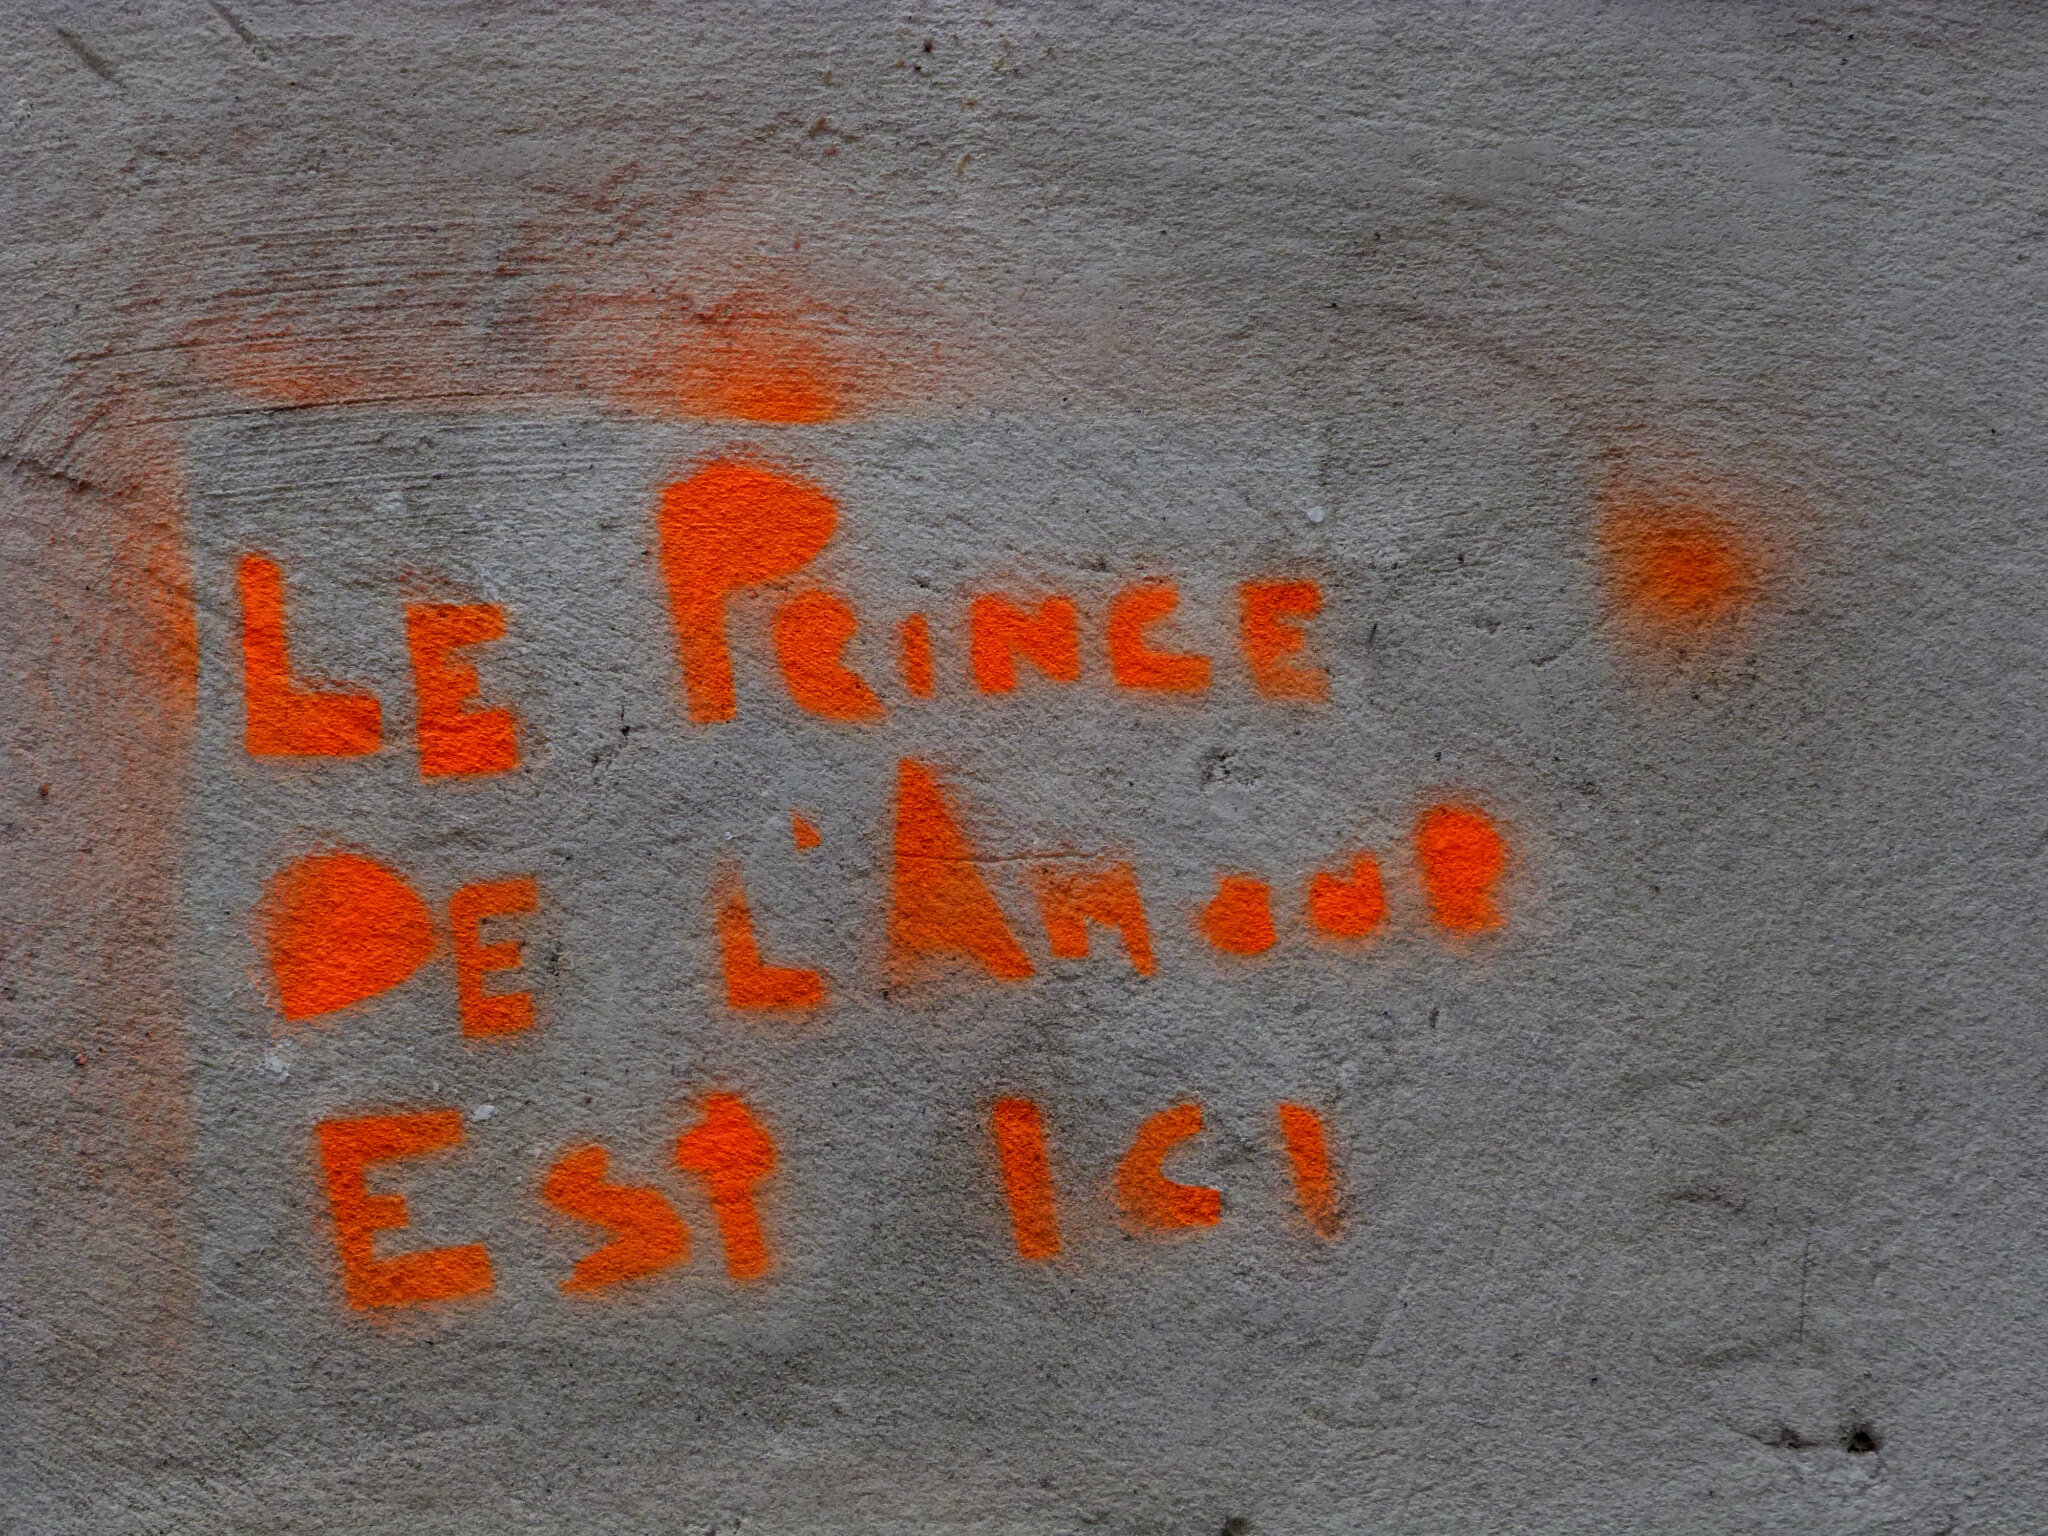 LE PRINCE
DE L'AMOUR
EST ICI